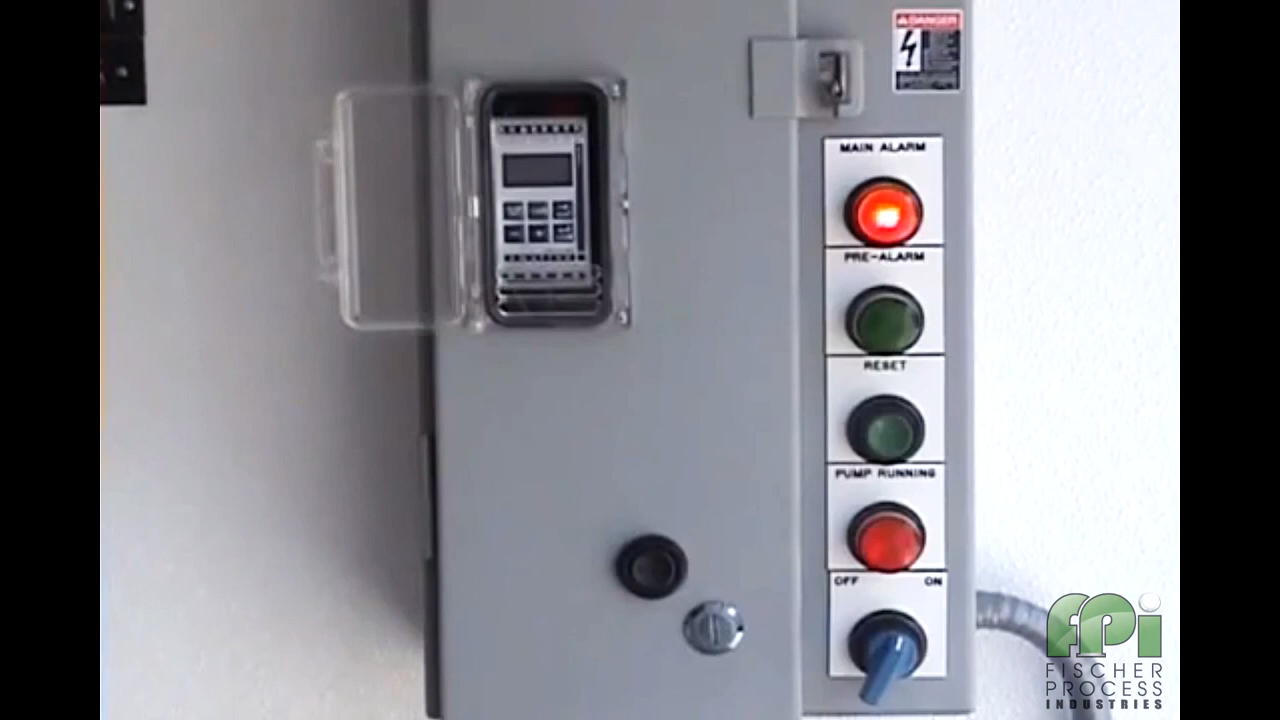 DANGER
MAIN ALARM
PRE-ALARM
RESET
PUMP RUNNING
OFF ON
fpi
FISCHER
PROCESS
INDUSTRIES